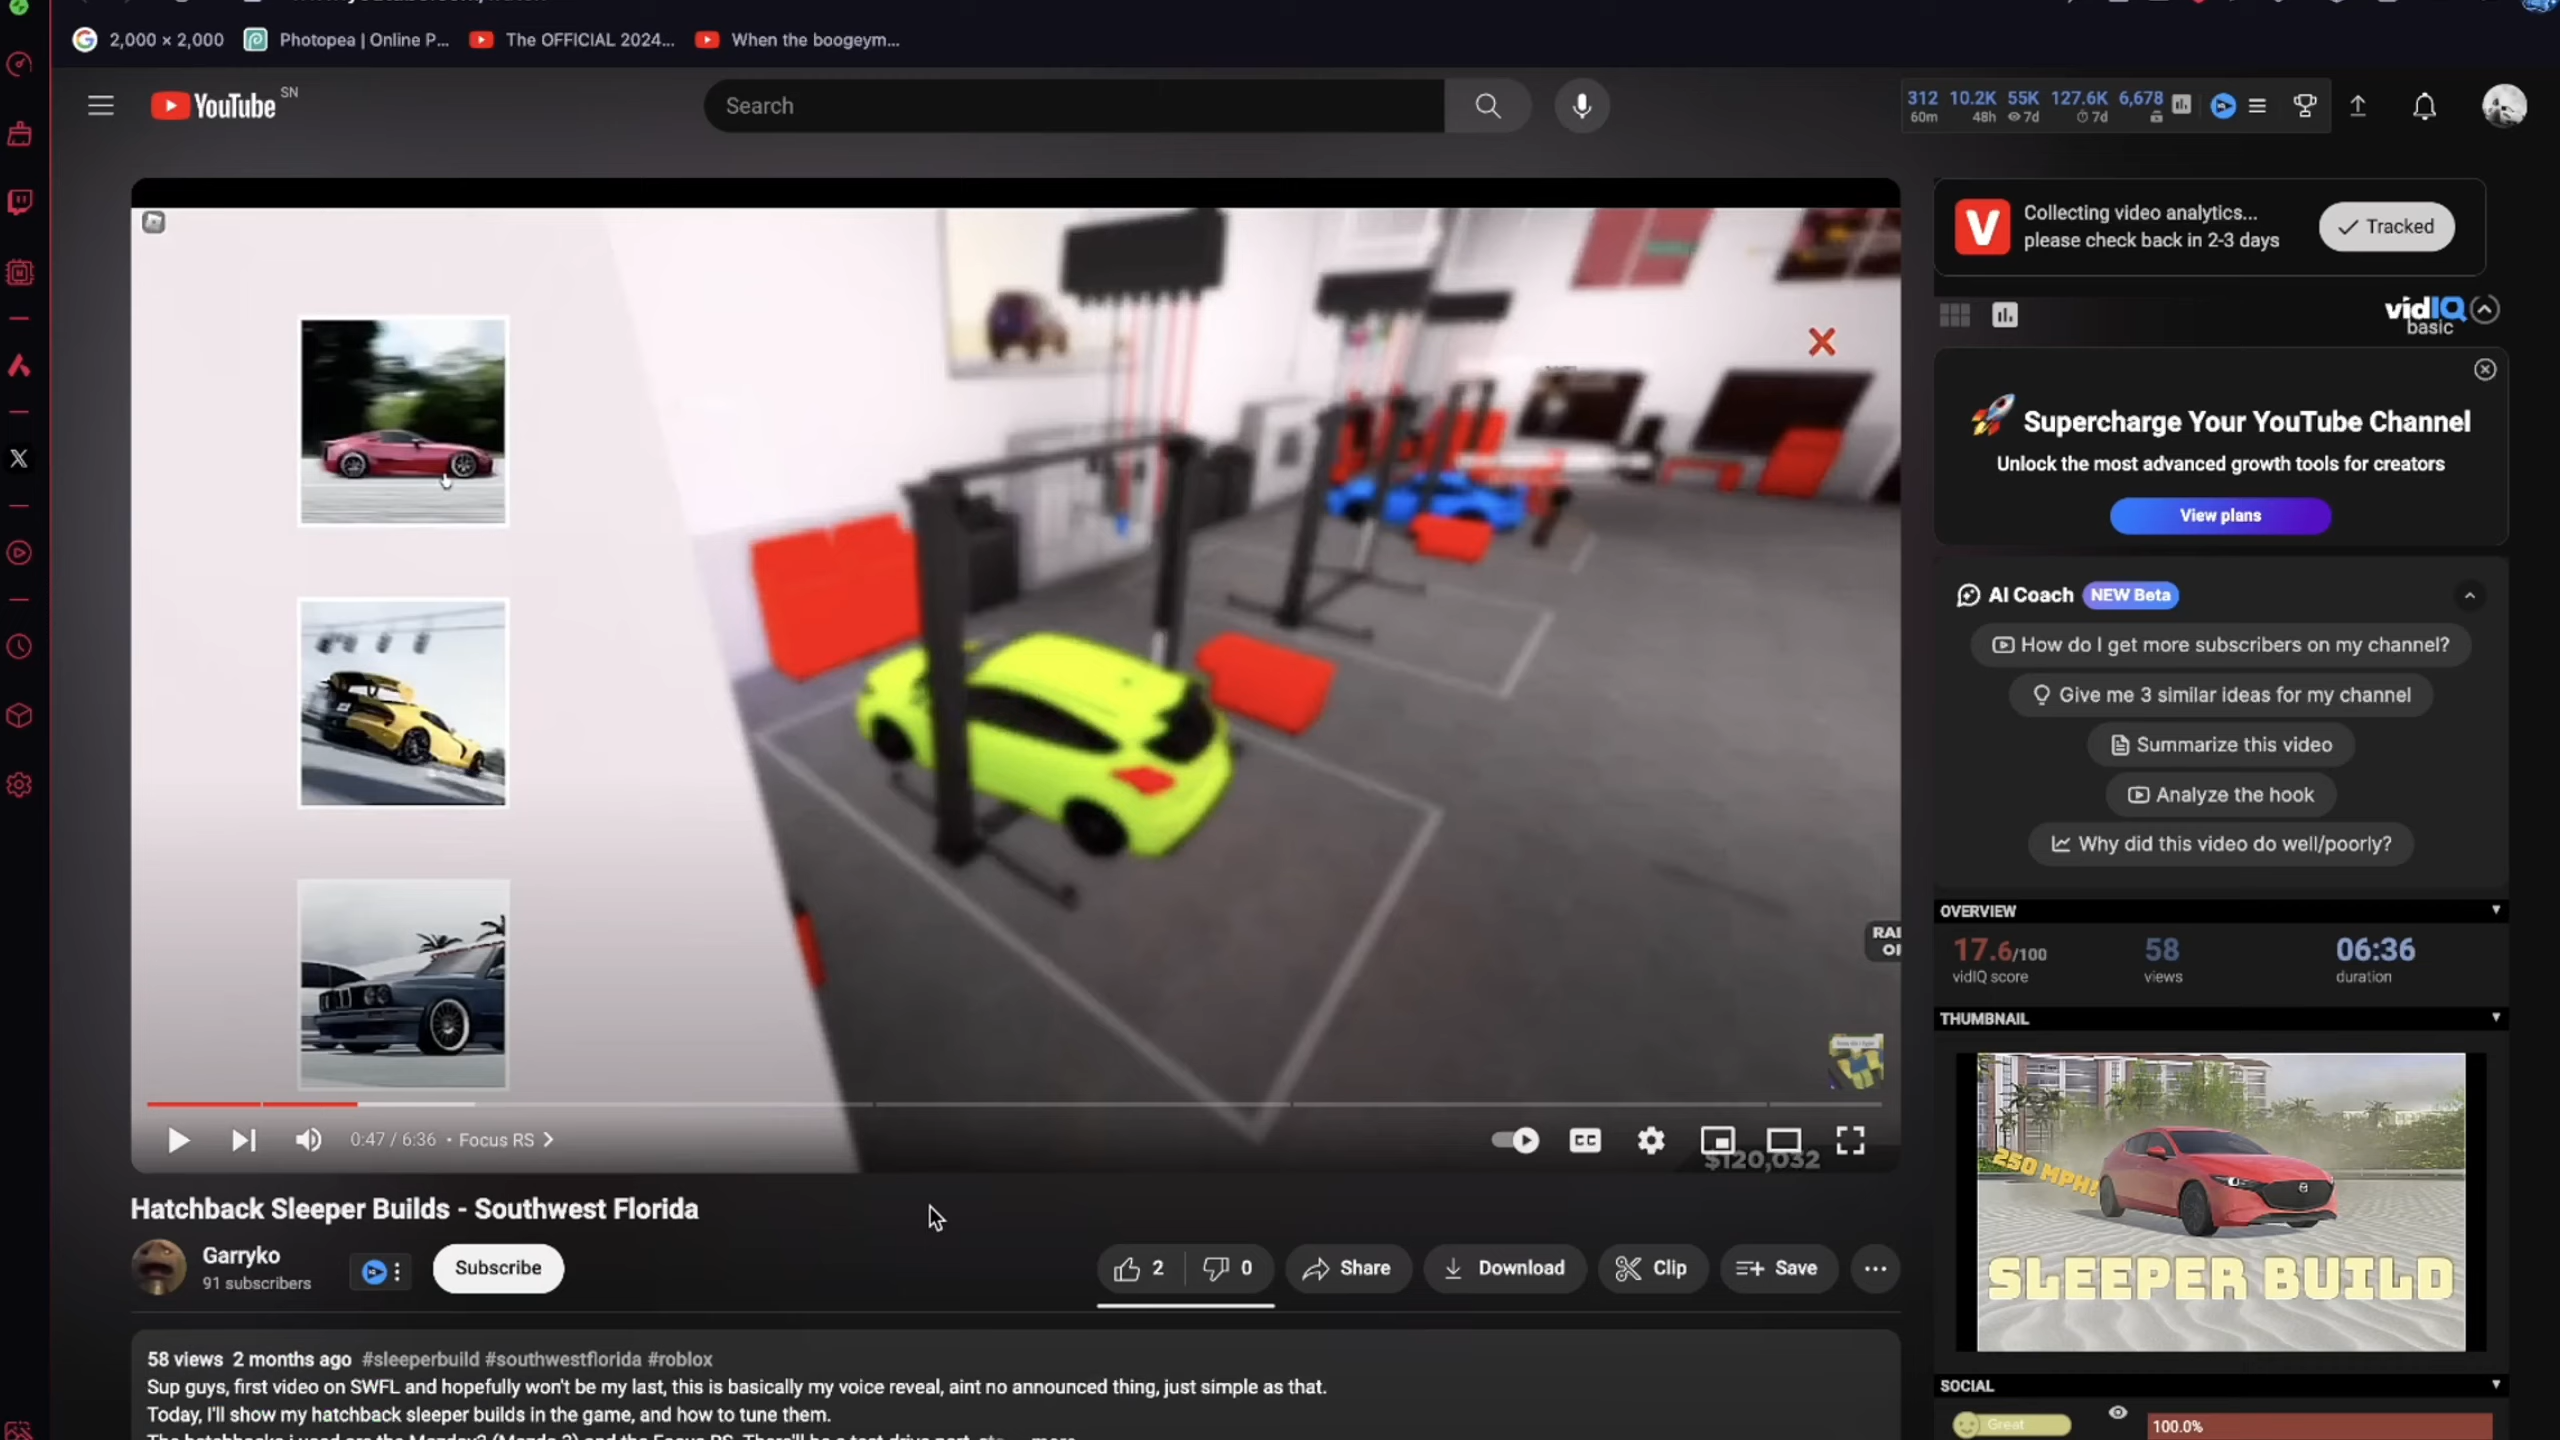 2,000 × 2,000 Photopea | Online P... The OFFICIAL 2024... When the boogeym...
YouTube SN
Search
312 10.2K 55K 127.6K 6,678
60m 48h 7d 7d
Collecting video analytics...
please check back in 2-3 days
Tracked
vidIQ
basic
Supercharge Your YouTube Channel
Unlock the most advanced growth tools for creators
View plans
AI Coach NEW Beta
How do I get more subscribers on my channel?
Give me 3 similar ideas for my channel
Summarize this video
Analyze the hook
Why did this video do well/poorly?
OVERVIEW
17.6/100 58 06:36
vidIQ score views duration
THUMBNAIL
250 MPH!
SLEEPER BUILD
SOCIAL
Great 100.0%
0:47 / 6:36 • Focus RS
CC
$120,032
Hatchback Sleeper Builds - Southwest Florida
Garryko
91 subscribers
Subscribe
2 0 Share Download Clip Save
58 views 2 months ago #sleeperbuild #southwestflorida #roblox
Sup guys, first video on SWFL and hopefully won't be my last, this is basically my voice reveal, aint no announced thing, just simple as that.
Today, I'll show my hatchback sleeper builds in the game, and how to tune them.